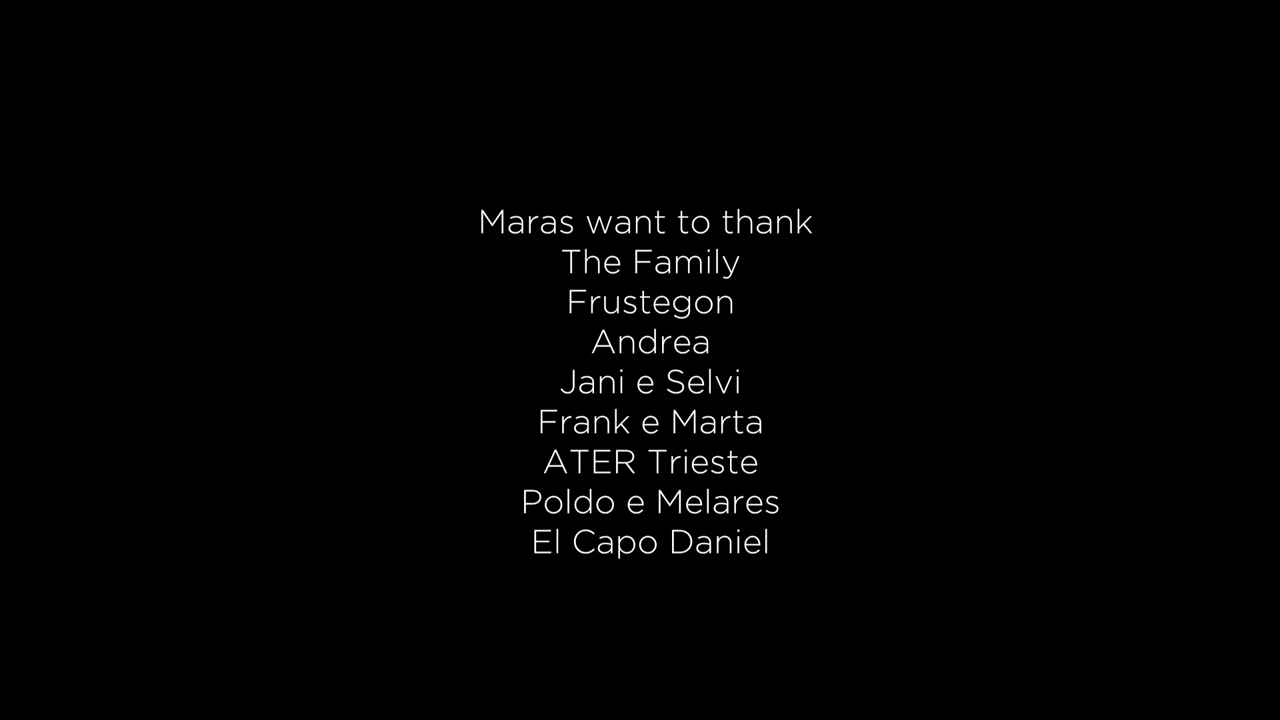 Maras want to thank
The Family
Frustegon
Andrea
Jani e Selvi
Frank e Marta
ATER Trieste
Poldo e Melares
El Capo Daniel